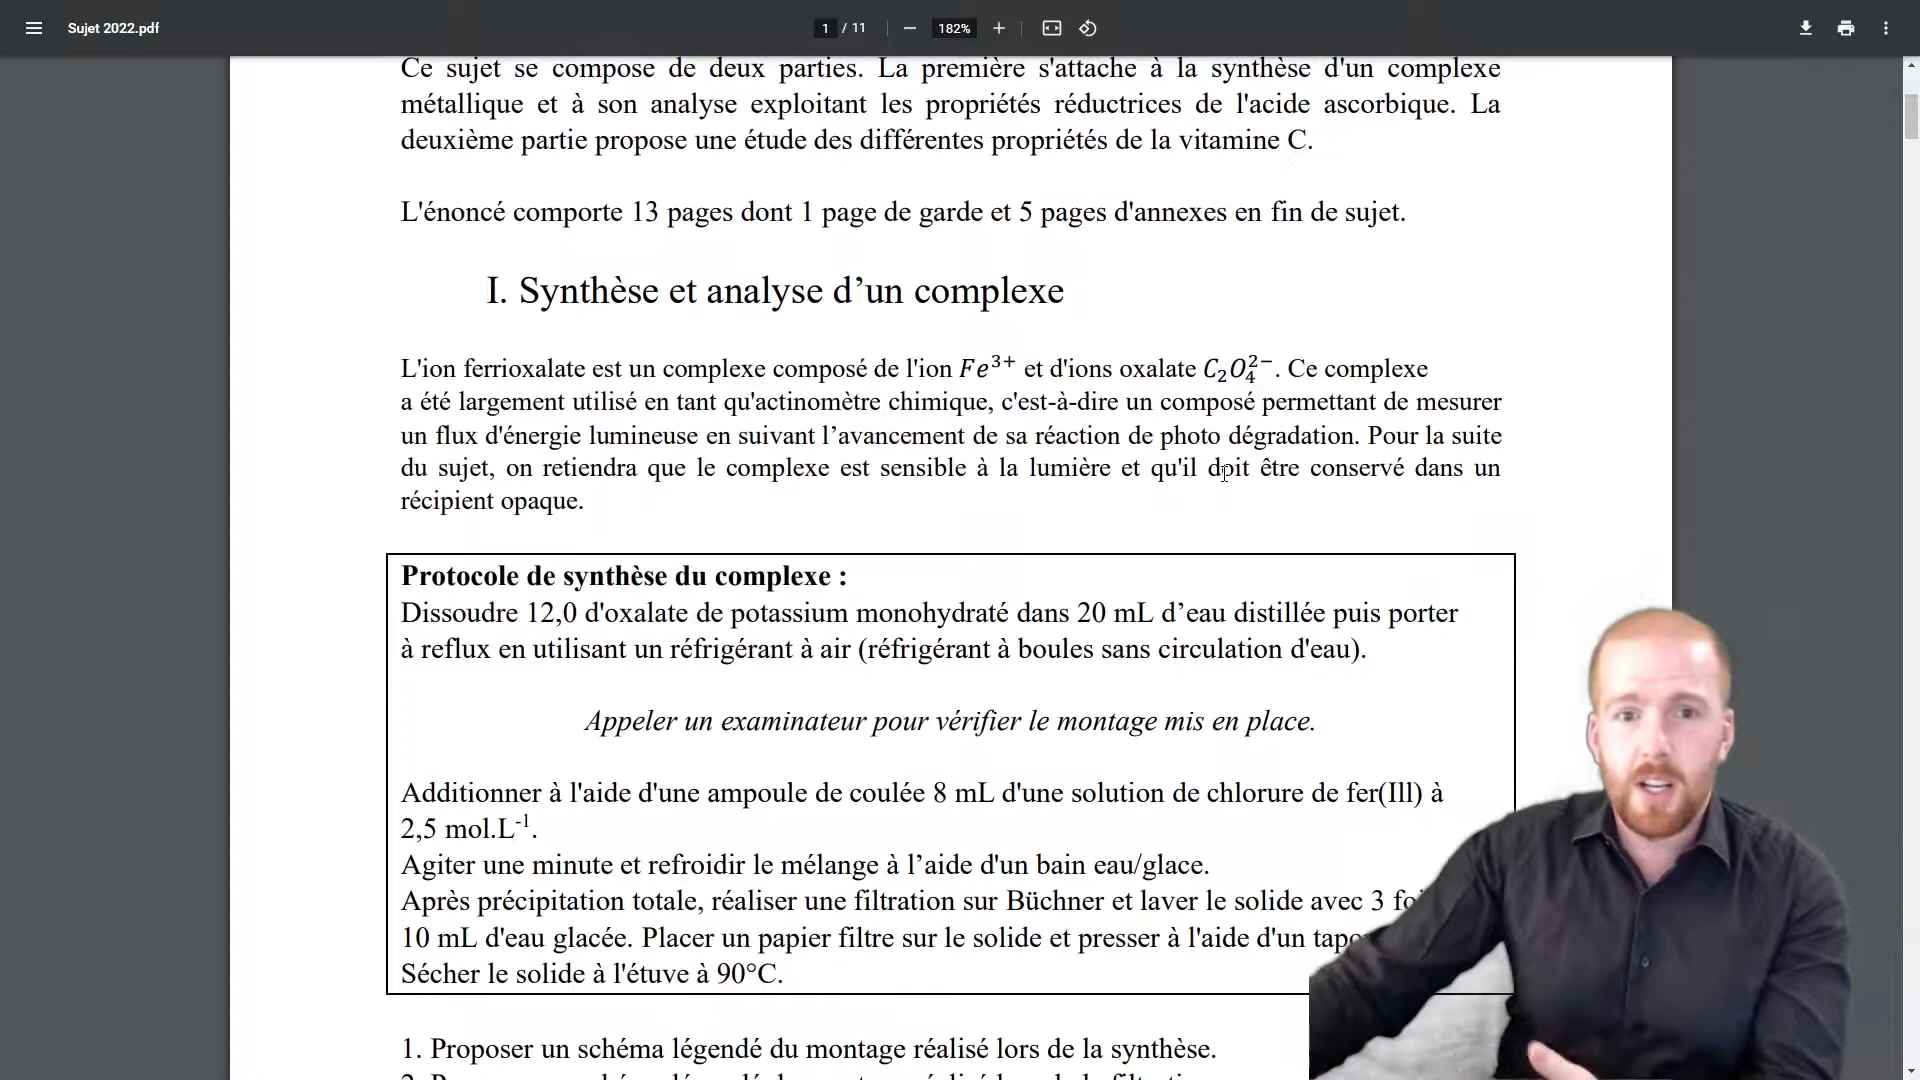 Sujet 2022.pdf
1 / 11
182%
Ce sujet se compose de deux parties. La première s'attache à la synthèse d'un complexe
métallique et à son analyse exploitant les propriétés réductrices de l'acide ascorbique. La
deuxième partie propose une étude des différentes propriétés de la vitamine C.
L'énoncé comporte 13 pages dont 1 page de garde et 5 pages d'annexes en fin de sujet.
I. Synthèse et analyse d’un complexe
L'ion ferrioxalate est un complexe composé de l'ion Fe³⁺ et d'ions oxalate C₂O₄²⁻. Ce complexe
a été largement utilisé en tant qu'actinomètre chimique, c'est-à-dire un composé permettant de mesurer
un flux d'énergie lumineuse en suivant l’avancement de sa réaction de photo dégradation. Pour la suite
du sujet, on retiendra que le complexe est sensible à la lumière et qu'il doit être conservé dans un
récipient opaque.
Protocole de synthèse du complexe :
Dissoudre 12,0 d'oxalate de potassium monohydraté dans 20 mL d’eau distillée puis porter
à reflux en utilisant un réfrigérant à air (réfrigérant à boules sans circulation d'eau).
Appeler un examinateur pour vérifier le montage mis en place.
Additionner à l'aide d'une ampoule de coulée 8 mL d'une solution de chlorure de fer(Ill) à
2,5 mol.L⁻¹.
Agiter une minute et refroidir le mélange à l’aide d'un bain eau/glace.
Après précipitation totale, réaliser une filtration sur Büchner et laver le solide avec 3
10 mL d'eau glacée. Placer un papier filtre sur le solide et presser à l'aide d'un
Sécher le solide à l'étuve à 90°C.
1. Proposer un schéma légendé du montage réalisé lors de la synthèse.